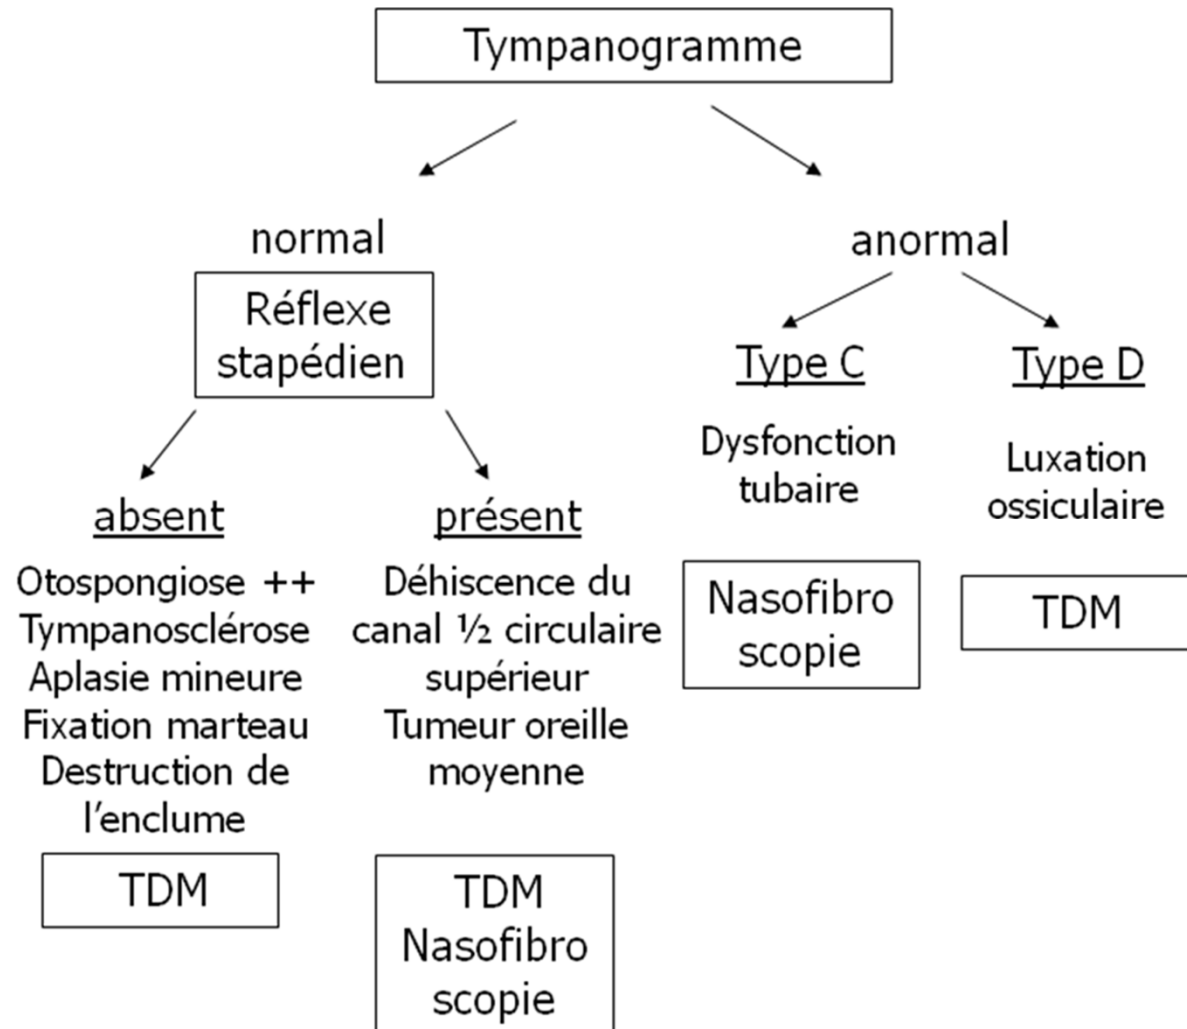 Tympanogramme
normal
anormal
Réflexe
stapédien
Type C
Type D
Dysfonction
tubaire
Luxation
ossiculaire
absent
présent
Otospongiose ++
Tympanosclérose
Aplasie mineure
Fixation marteau
Destruction de
l'enclume
Déhiscence du
canal ½ circulaire
supérieur
Tumeur oreille
moyenne
Nasofibro
scopie
TDM
TDM
TDM
Nasofibro
scopie